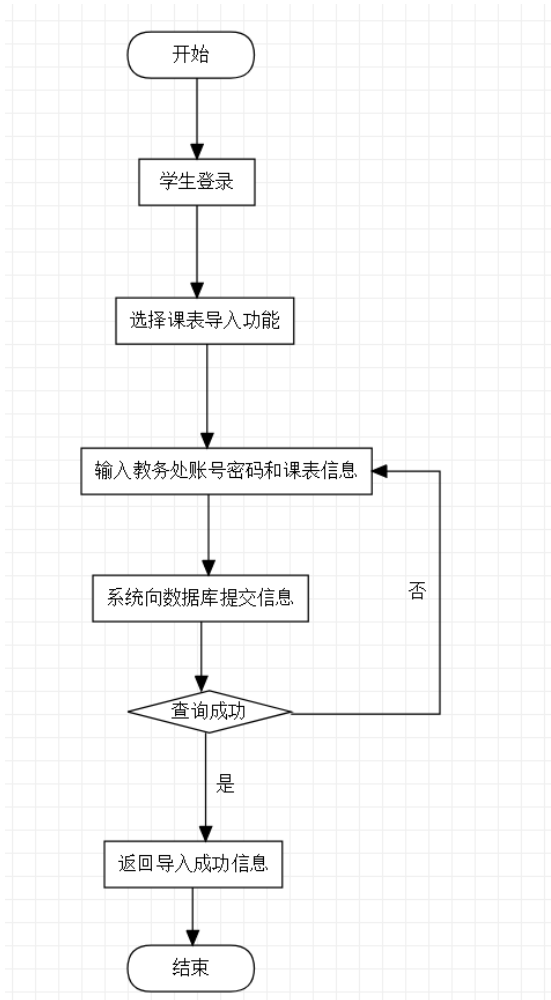 开始
学生登录
选择课表导入功能
输入教务处账号密码和课表信息
系统向数据库提交信息
否
查询成功
是
返回导入成功信息
结束